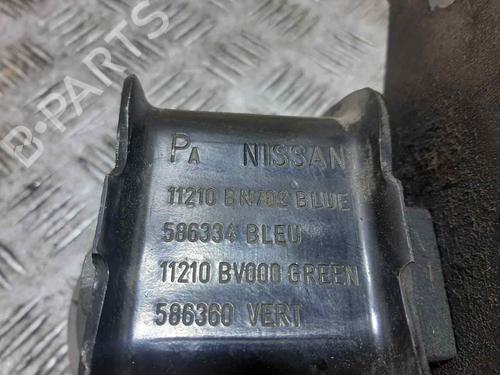 B-PARTS
PA NISSAN
11210 BN702 BLUE
586334 BLEU
11210 BV000 GREEN
586360 VERT